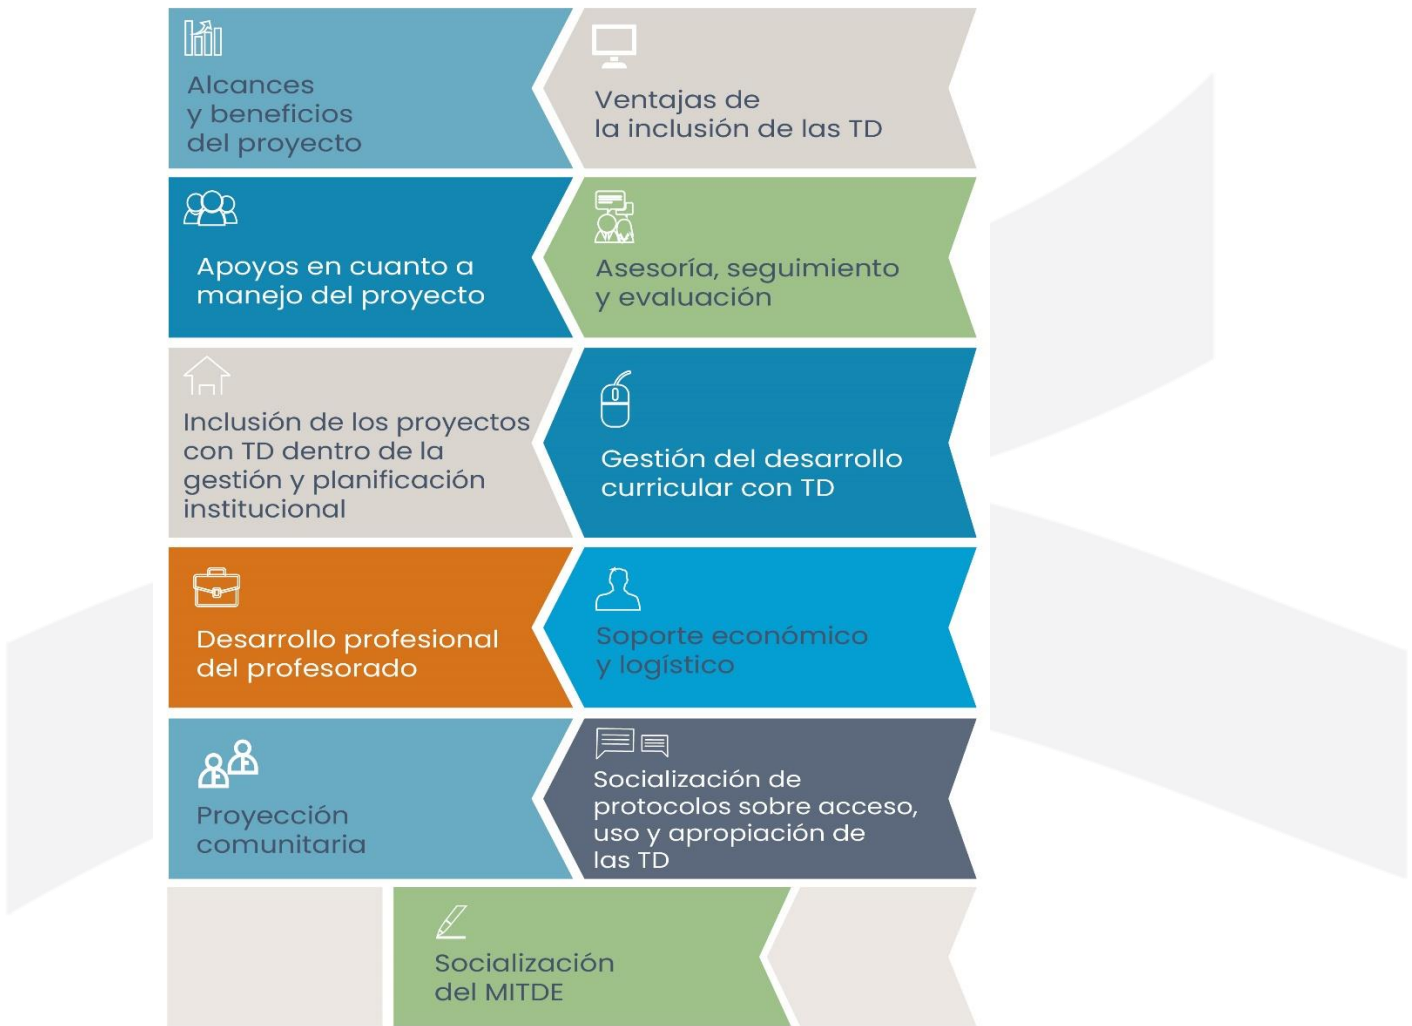 Alcances
y beneficios
del proyecto
Ventajas de
la inclusión de las TD
Apoyos en cuanto a
manejo del proyecto
Asesoría, seguimiento
y evaluación
Inclusión de los proyectos
con TD dentro de la
gestión y planificación
institucional
Gestión del desarrollo
curricular con TD
Desarrollo profesional
del profesorado
Soporte económico
y logístico
Proyección
comunitaria
Socialización de
protocolos sobre acceso,
uso y apropiación de
las TD
Socialización
del MITDE